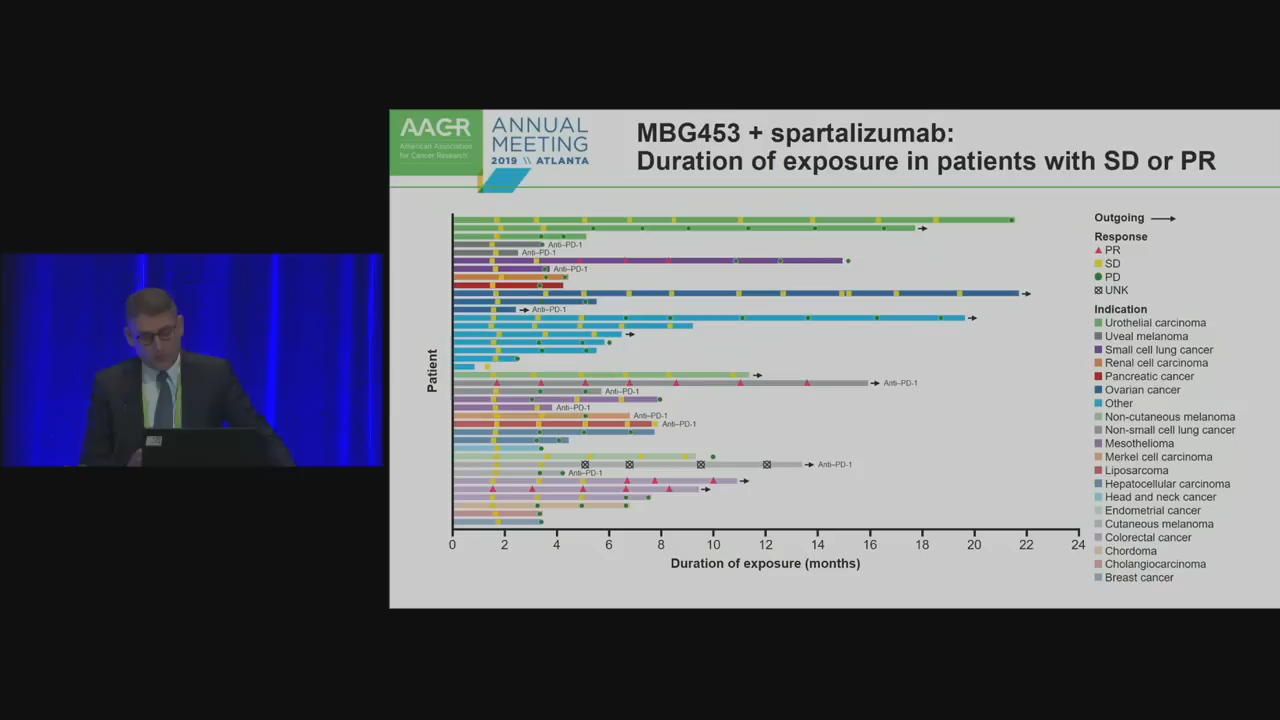 AACR
American Association
for Cancer Research
ANNUAL
MEETING
2019 \\ ATLANTA
MBG453 + spartalizumab:
Duration of exposure in patients with SD or PR
Patient
Anti–PD-1
Anti–PD-1
Anti–PD-1
Anti–PD-1
Anti–PD-1
Anti–PD-1
Anti–PD-1
Anti–PD-1
Anti–PD-1
Anti–PD-1
Anti–PD-1
0 2 4 6 8 10 12 14 16 18 20 22 24
Duration of exposure (months)
Outgoing
Response
PR
SD
PD
UNK
Indication
Urothelial carcinoma
Uveal melanoma
Small cell lung cancer
Renal cell carcinoma
Pancreatic cancer
Ovarian cancer
Other
Non-cutaneous melanoma
Non-small cell lung cancer
Mesothelioma
Merkel cell carcinoma
Liposarcoma
Hepatocellular carcinoma
Head and neck cancer
Endometrial cancer
Cutaneous melanoma
Colorectal cancer
Chordoma
Cholangiocarcinoma
Breast cancer